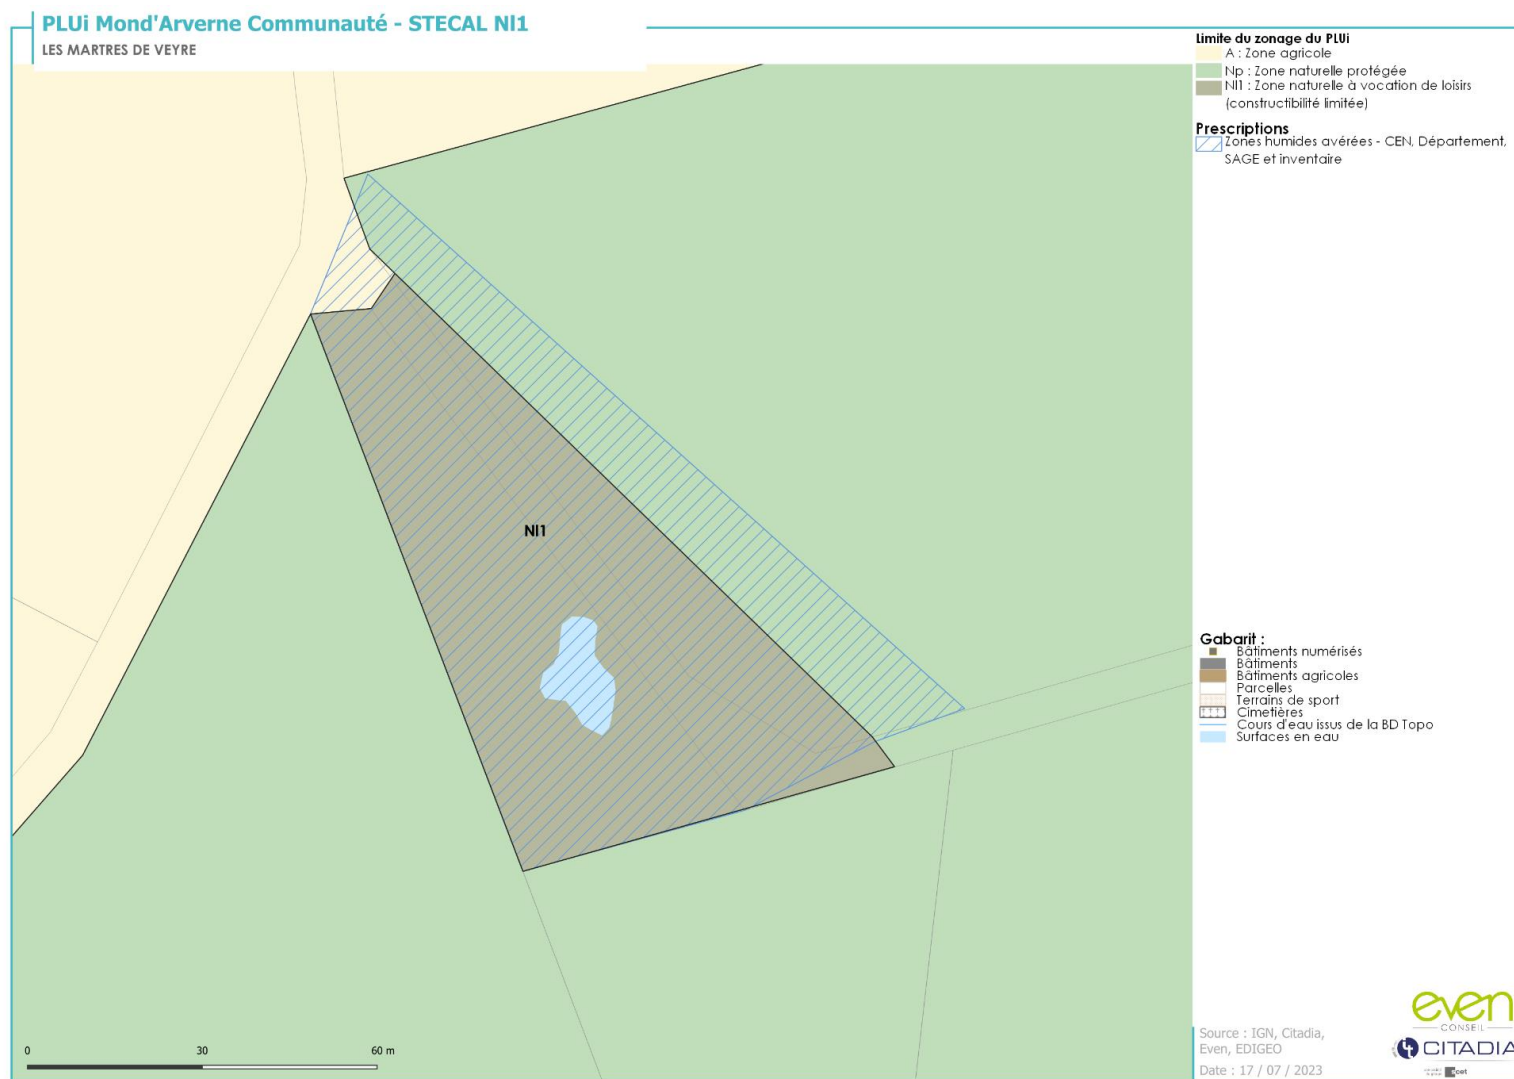 PLUi Mond'Arverne Communauté - STECAL Nl1
LES MARTRES DE VEYRE
Limite du zonage du PLUi
A : Zone agricole
Np : Zone naturelle protégée
Nl1 : Zone naturelle à vocation de loisirs
(constructibilité limitée)
Prescriptions
Zones humides avérées - CEN, Département,
SAGE et inventaire
Nl1
Gabarit :
Bâtiments numérisés
Bâtiments
Bâtiments agricoles
Parcelles
Terrains de sport
Cimetières
Cours d'eau issus de la BD Topo
Surfaces en eau
0 30 60 m
Source : IGN, Citadia,
Even, EDIGEO
Date : 17 / 07 / 2023
even
CONSEIL
CITADIA